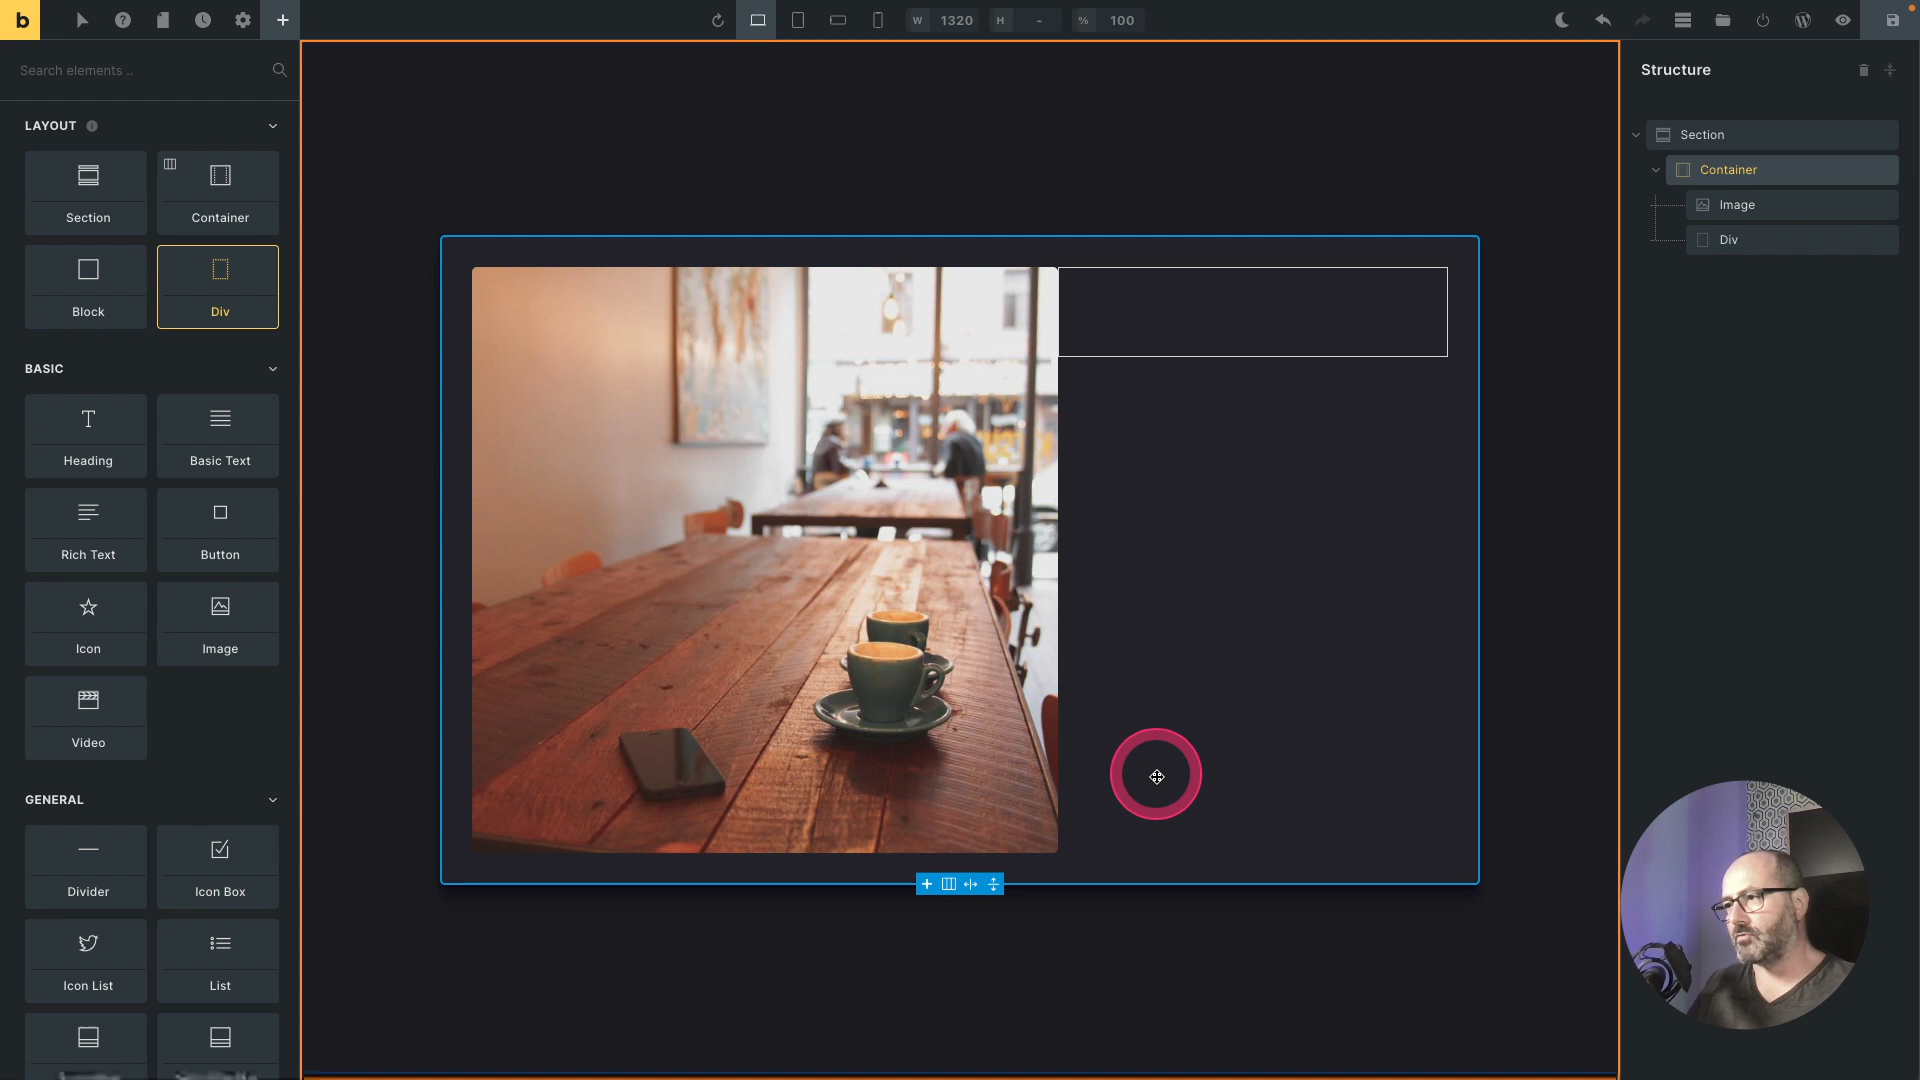 b
W 1320 H - % 100
Search elements ..
Structure
LAYOUT
Section
Container
Block
Div
BASIC
Heading
Basic Text
Rich Text
Button
Icon
Image
Video
GENERAL
Divider
Icon Box
Icon List
List
Section
Container
Image
Div